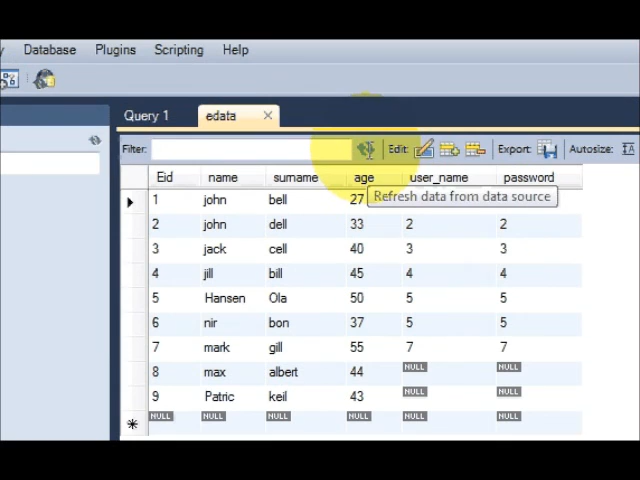 Database Plugins Scripting Help
Query 1 edata
Filter: Edit: Export: Autosize:
Eid name surname age user_name password
1 john bell 27
Refresh data from data source
2 john dell 33 2 2
3 jack cell 40 3 3
4 jill bill 45 4 4
5 Hansen Ola 50 5 5
6 nir bon 37 5 5
7 mark gill 55 7 7
8 max albert 44 NULL NULL
9 Patric keil 43 NULL NULL
NULL NULL NULL NULL NULL NULL